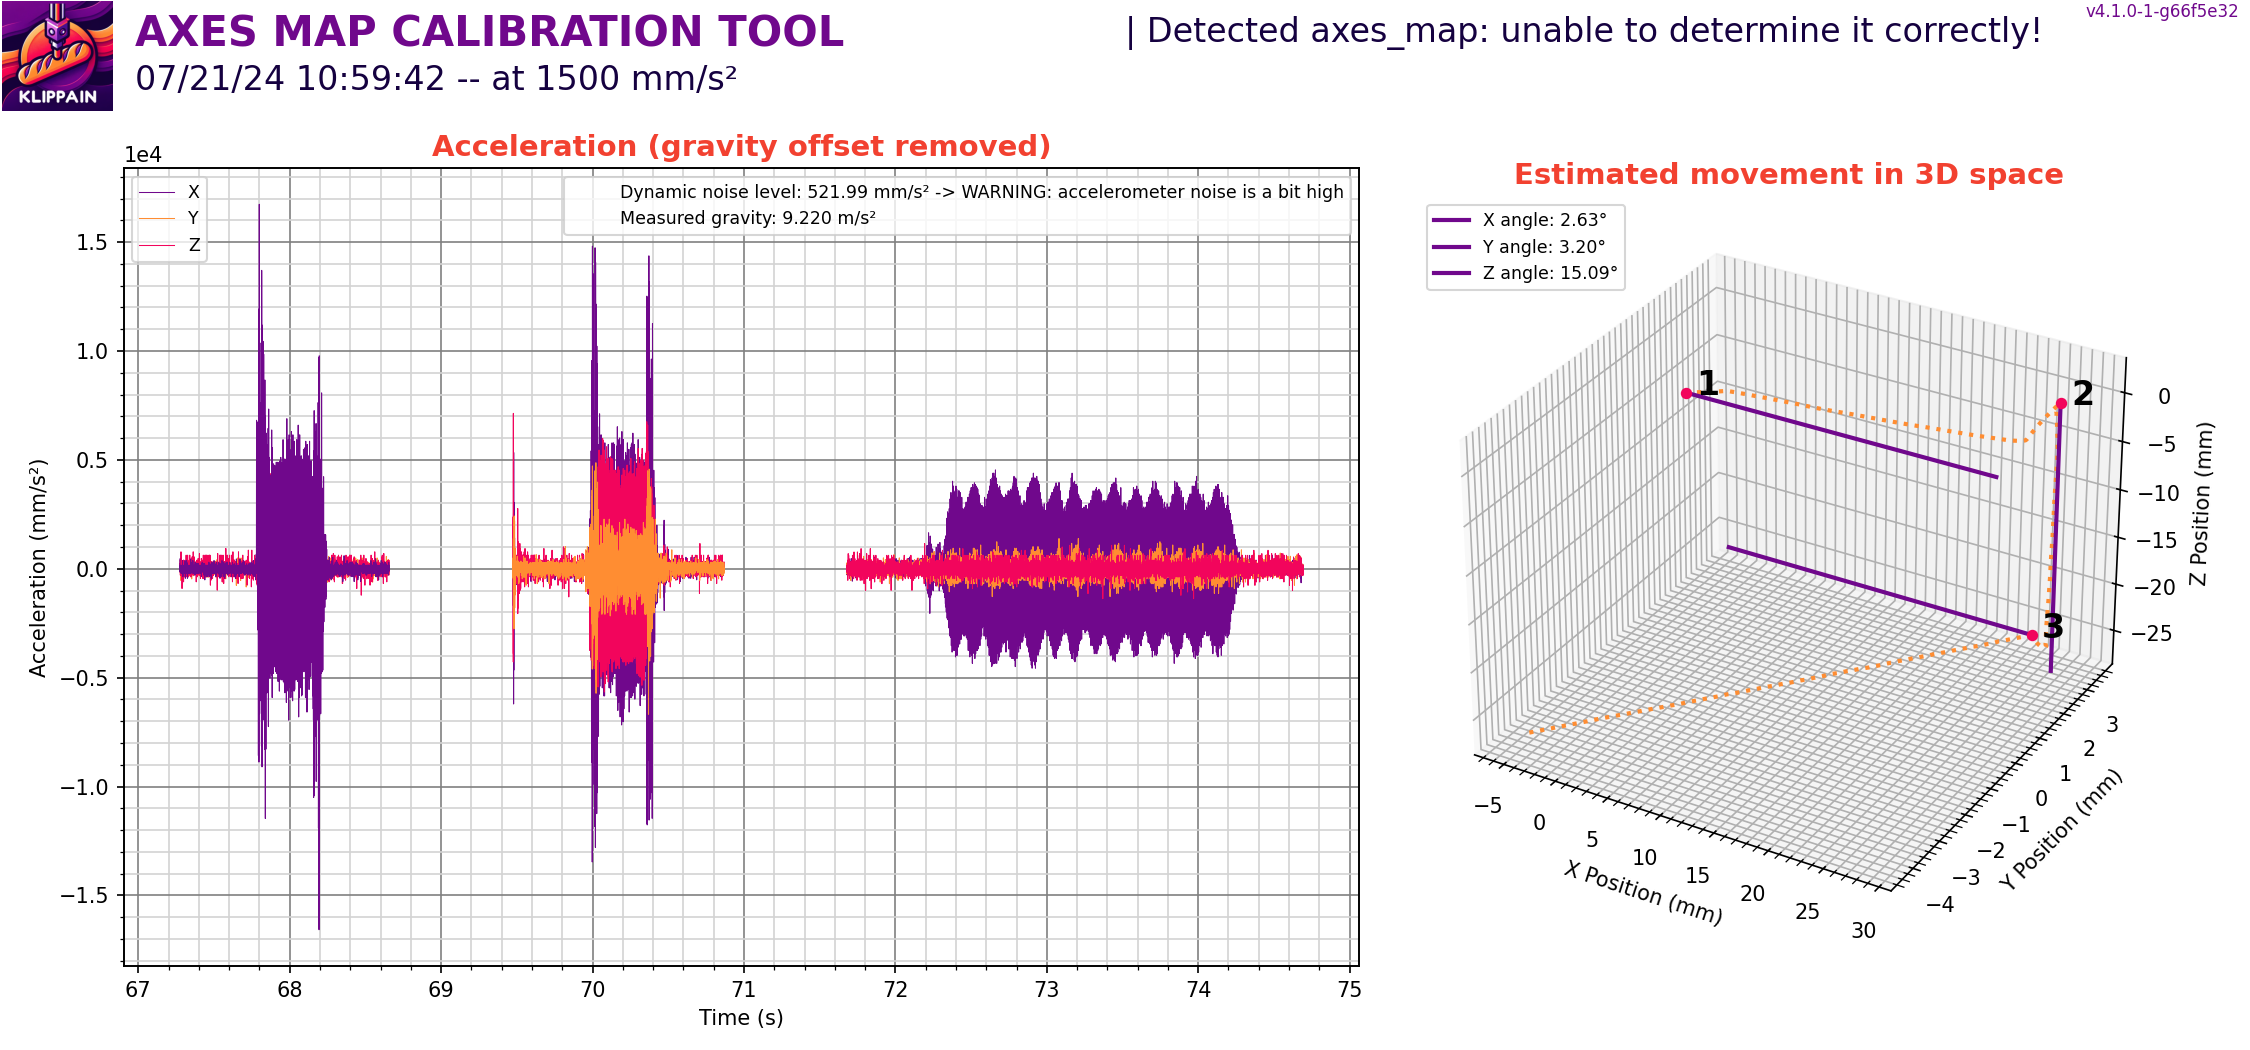 AXES MAP CALIBRATION TOOL
| Detected axes_map: unable to determine it correctly!
v4.1.0-1-g66f5e32
07/21/24 10:59:42 -- at 1500 mm/s²
KLIPPAIN
Acceleration (gravity offset removed)
1e4
X
Y
Z
Dynamic noise level: 521.99 mm/s² -> WARNING: accelerometer noise is a bit high
Measured gravity: 9.220 m/s²
1.5
1.0
0.5
0.0
−0.5
−1.0
−1.5
Acceleration (mm/s²)
67 68 69 70 71 72 73 74 75
Time (s)
Estimated movement in 3D space
X angle: 2.63°
Y angle: 3.20°
Z angle: 15.09°
1
2
3
0
−5
−10
−15
−20
−25
Z Position (mm)
3
2
1
0
−1
−2
−3
−4
Y Position (mm)
−5
0
5
10
15
20
25
30
X Position (mm)